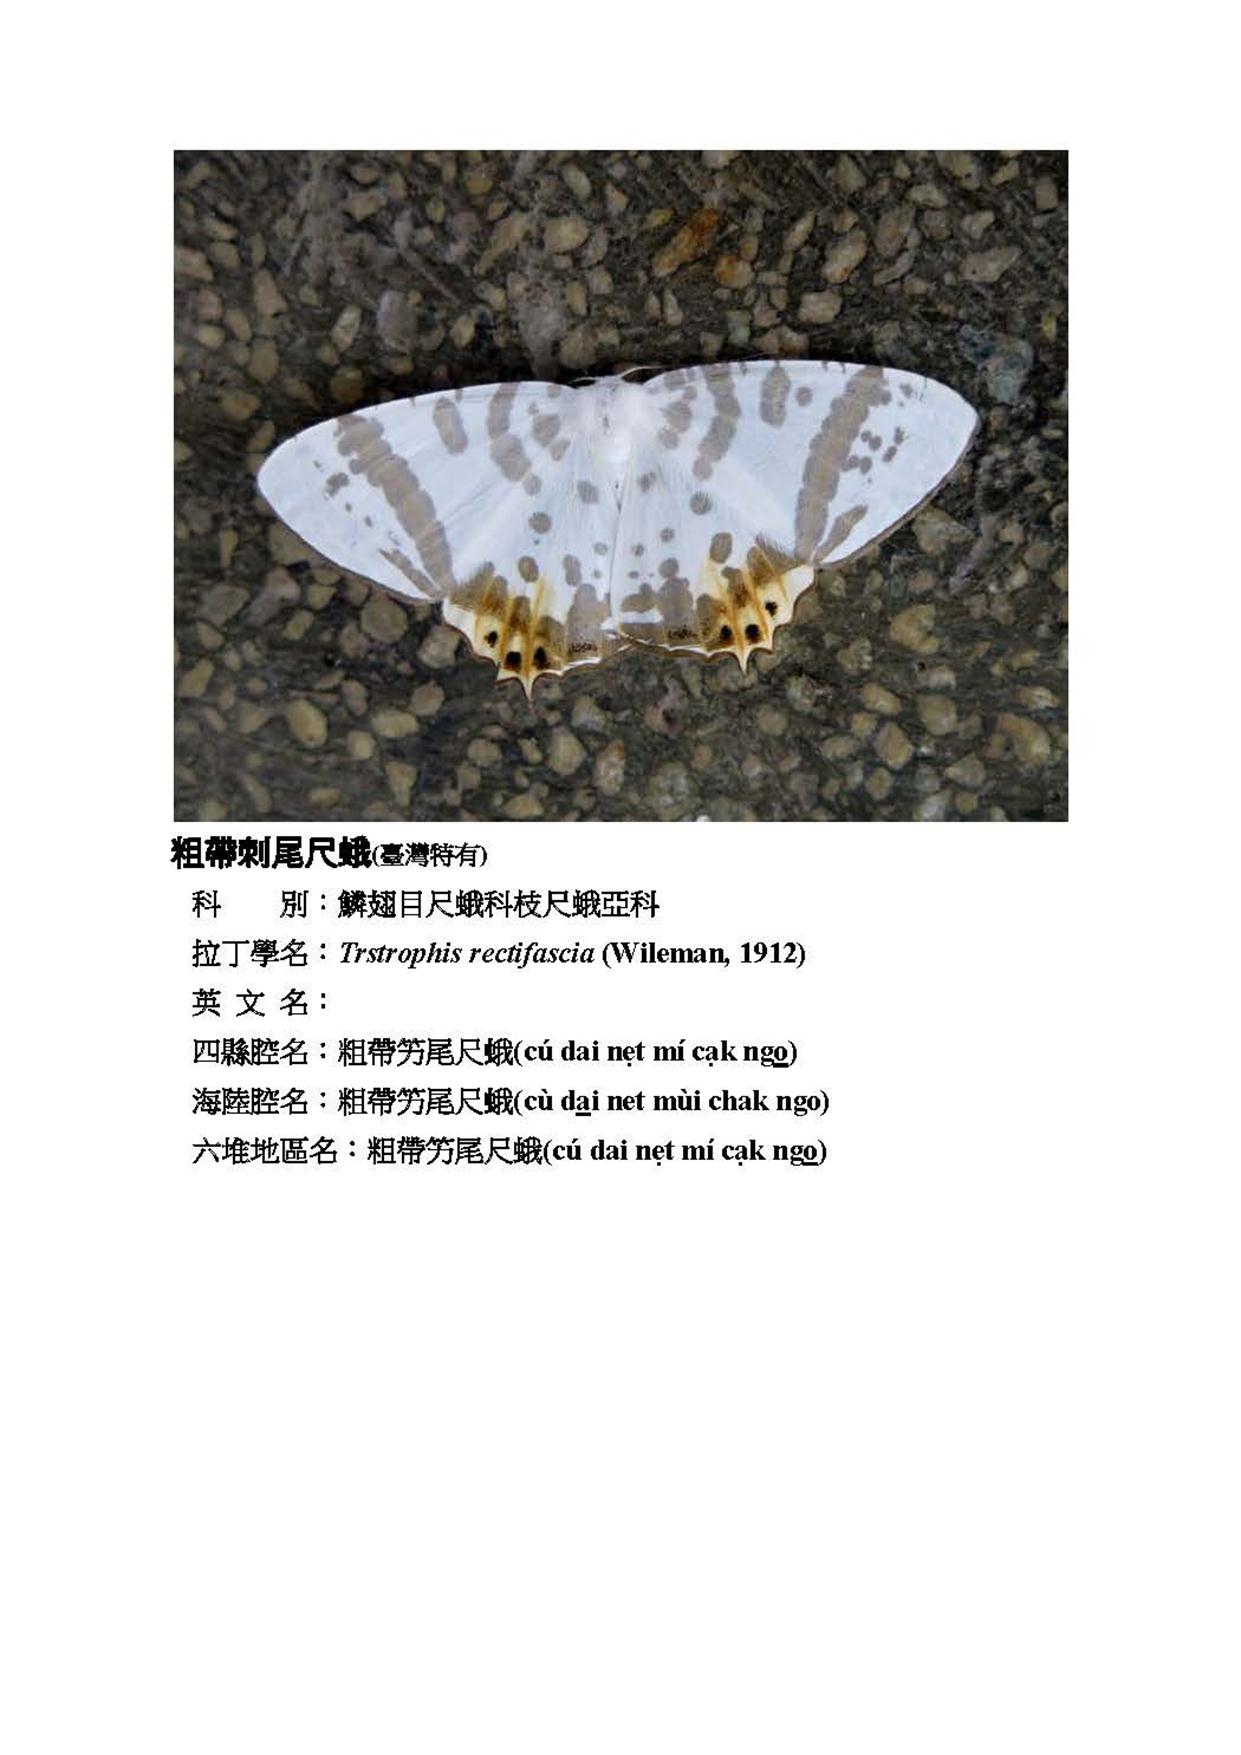 粗帶刺尾尺蛾(臺灣特有)
科　　別：鱗翅目尺蛾科枝尺蛾亞科
拉丁學名：Trstrophis rectifascia (Wileman, 1912)
英 文 名：
四縣腔名：粗帶竻尾尺蛾(cú dai nẹt mí cạk ngo̲)
海陸腔名：粗帶竻尾尺蛾(cù da̲i net mùi chak ngo)
六堆地區名：粗帶竻尾尺蛾(cú dai nẹt mí cạk ngo̲)